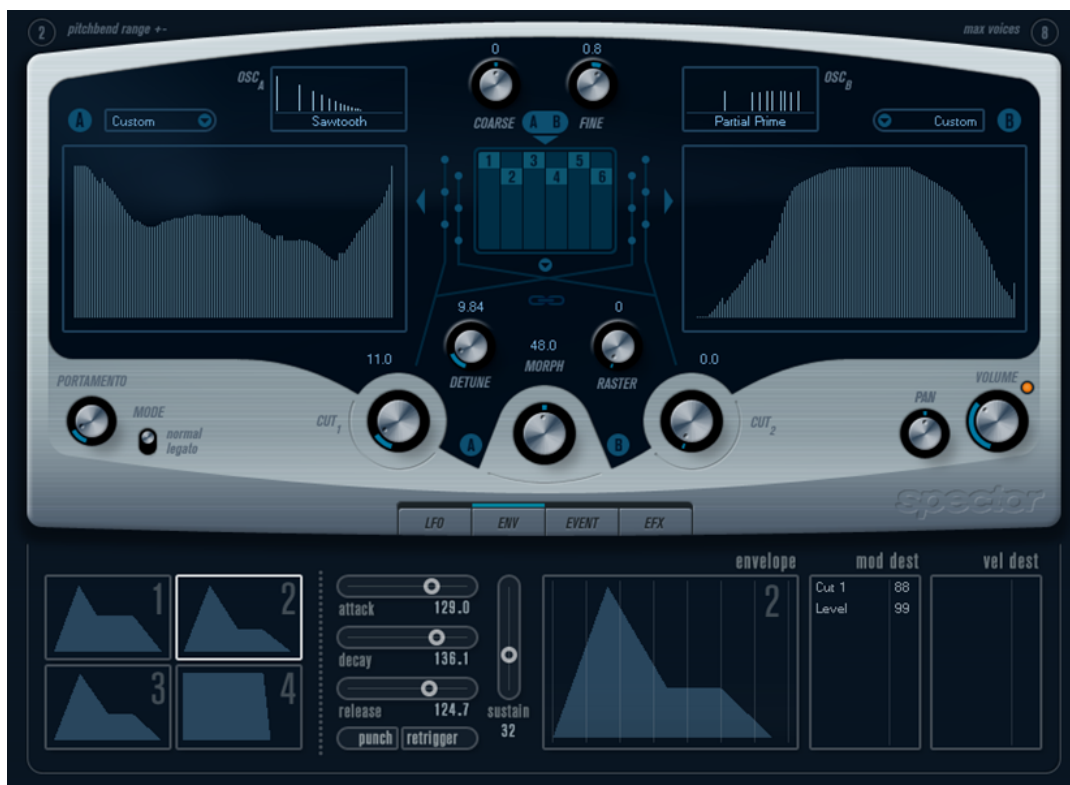 2 pitchbend range +-
max voices 8
OSC A
Sawtooth
A Custom
0
COARSE
0.8
FINE
A B
Partial Prime
OSC B
Custom B
1 2 3 4 5 6
9.84
DETUNE
48.0
MORPH
0
RASTER
11.0
CUT 1
0.0
CUT 2
A
B
PORTAMENTO
MODE
normal
legato
PAN
VOLUME
spector
LFO ENV EVENT EFX
1
2
3
4
attack 129.0
decay 136.1
release 124.7
punch retrigger
sustain
32
envelope
2
mod dest
Cut 1 88
Level 99
vel dest